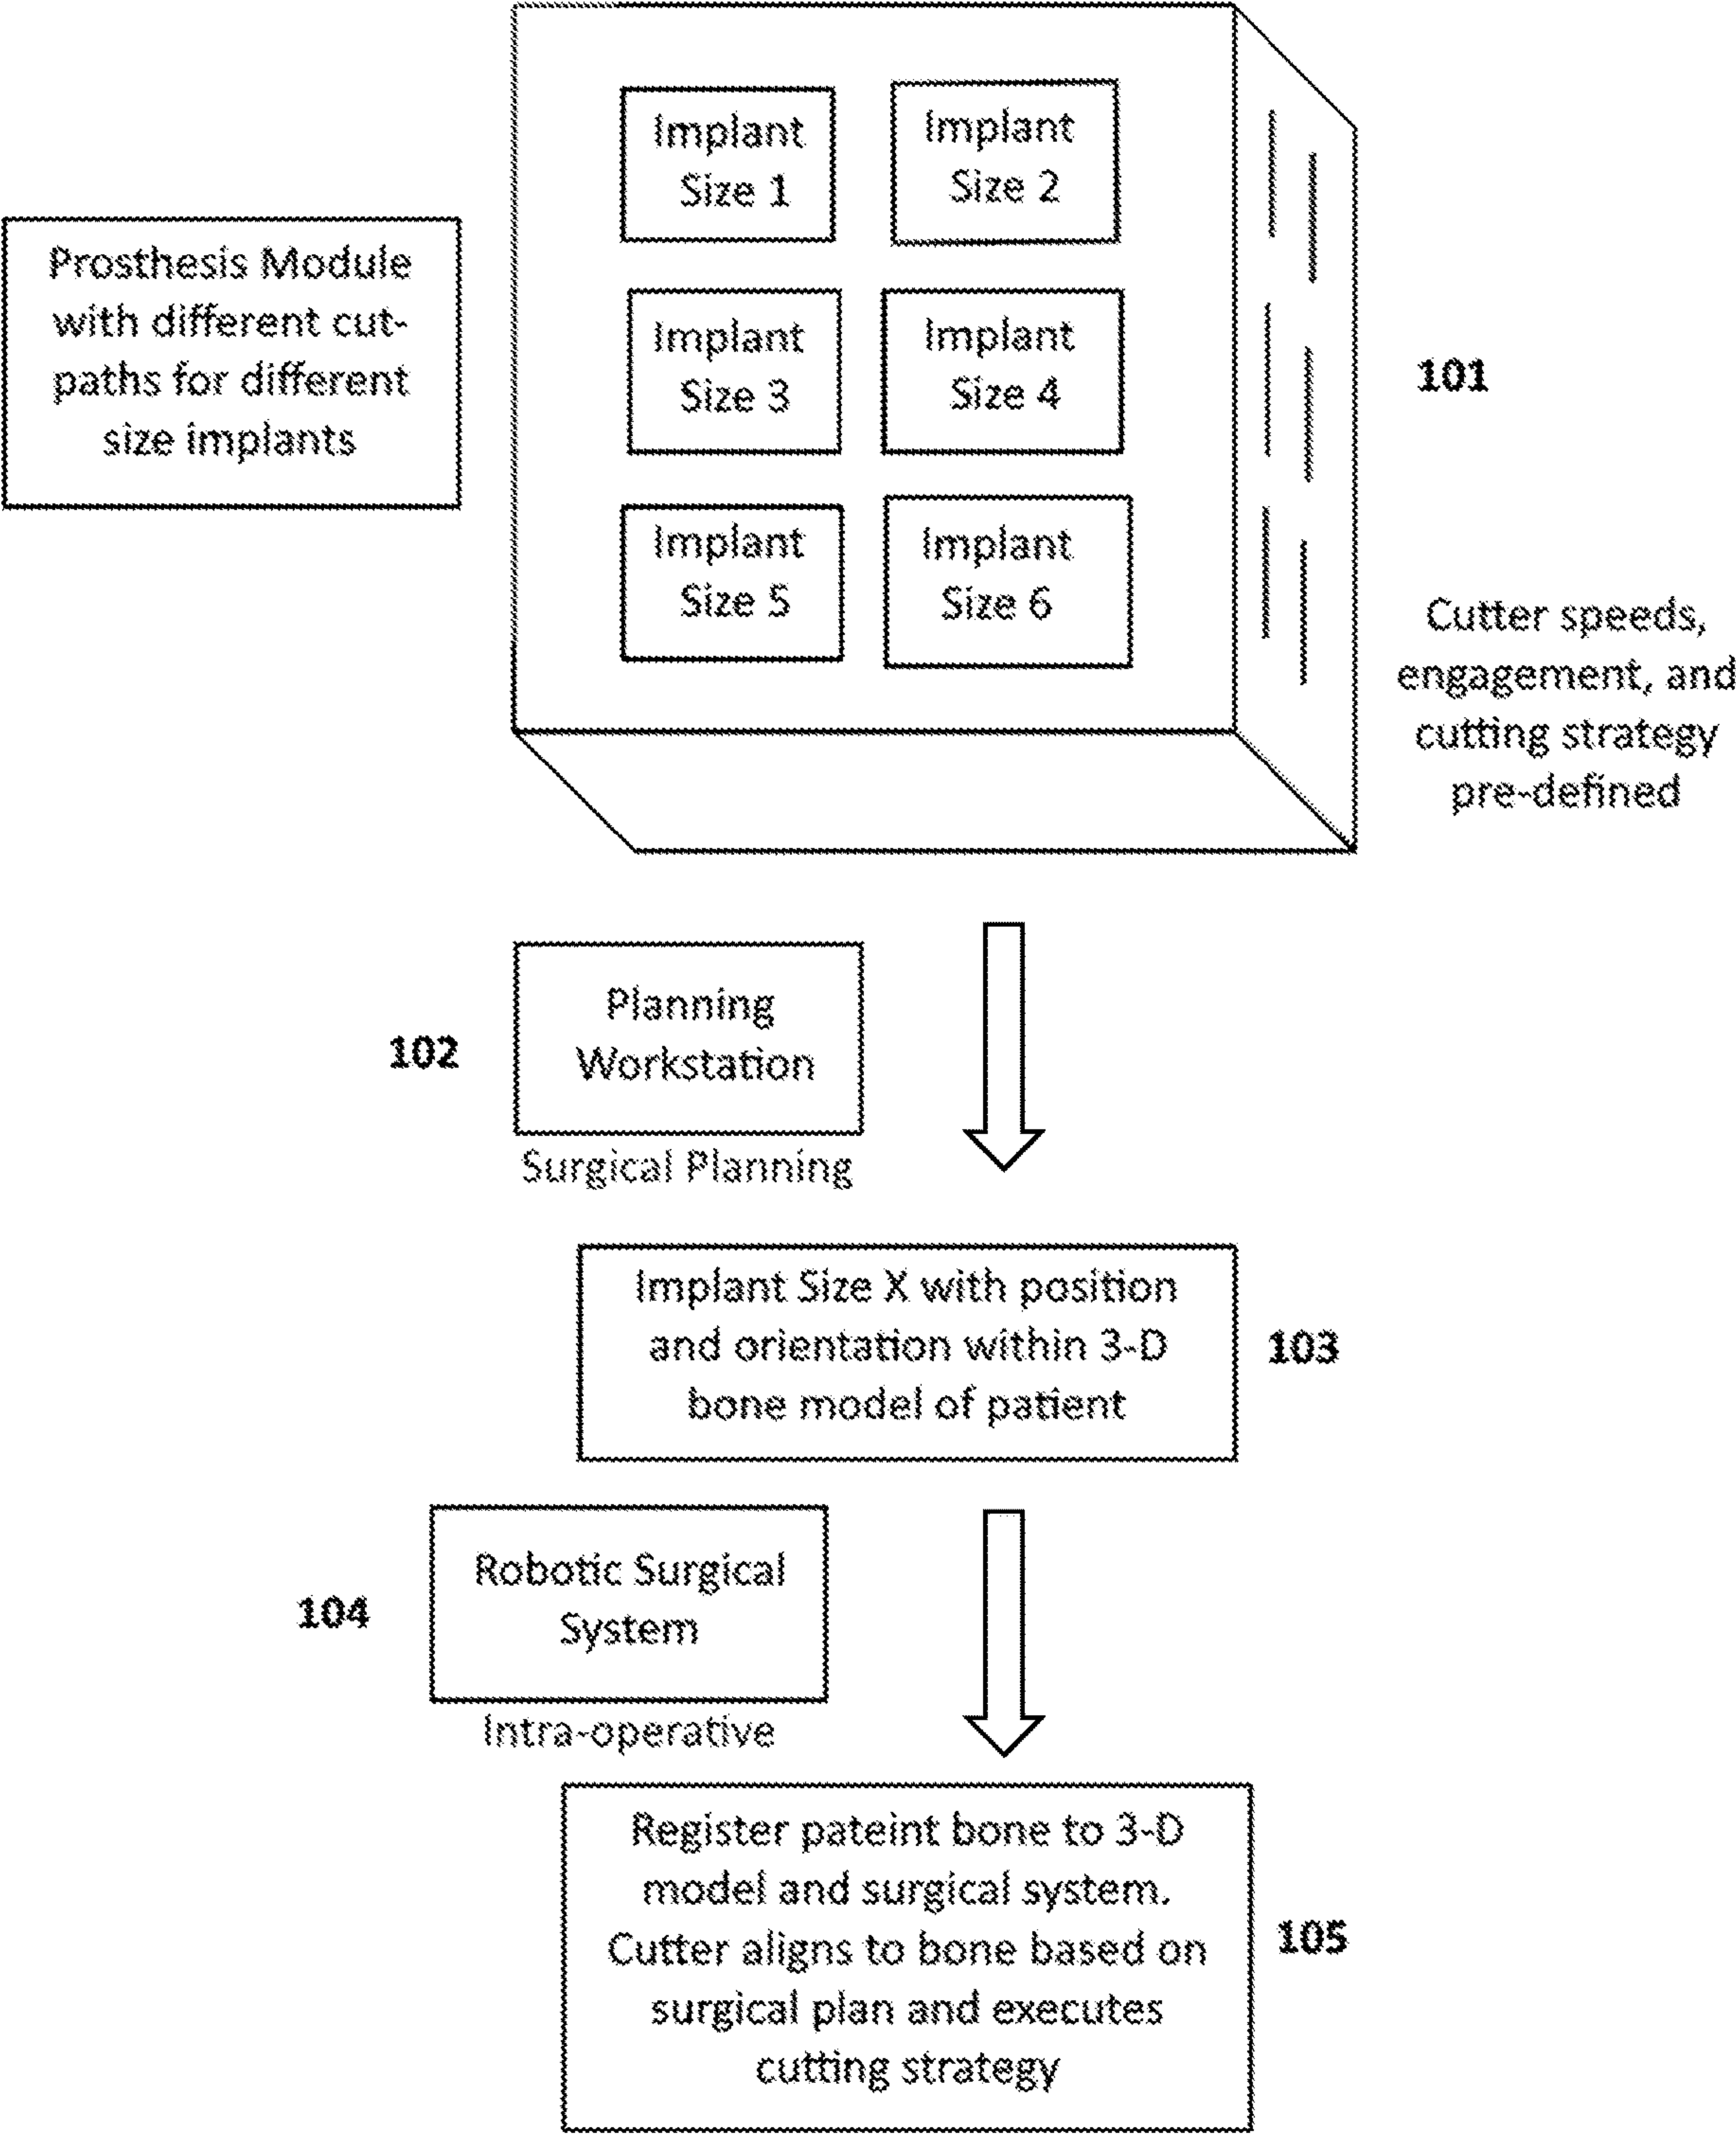 Implant
Size 1
Implant
Size 2
Prosthesis Module
with different cut-
paths for different
size implants
Implant
Size 3
Implant
Size 4
101
Implant
Size 5
Implant
Size 6
Cutter speeds,
engagement, and
cutting strategy
pre-defined
102
Planning
Workstation
Surgical Planning
Implant Size X with position
and orientation within 3-D
bone model of patient
103
104
Robotic Surgical
System
Intra-operative
Register pateint bone to 3-D
model and surgical system.
Cutter aligns to bone based on
surgical plan and executes
cutting strategy
105